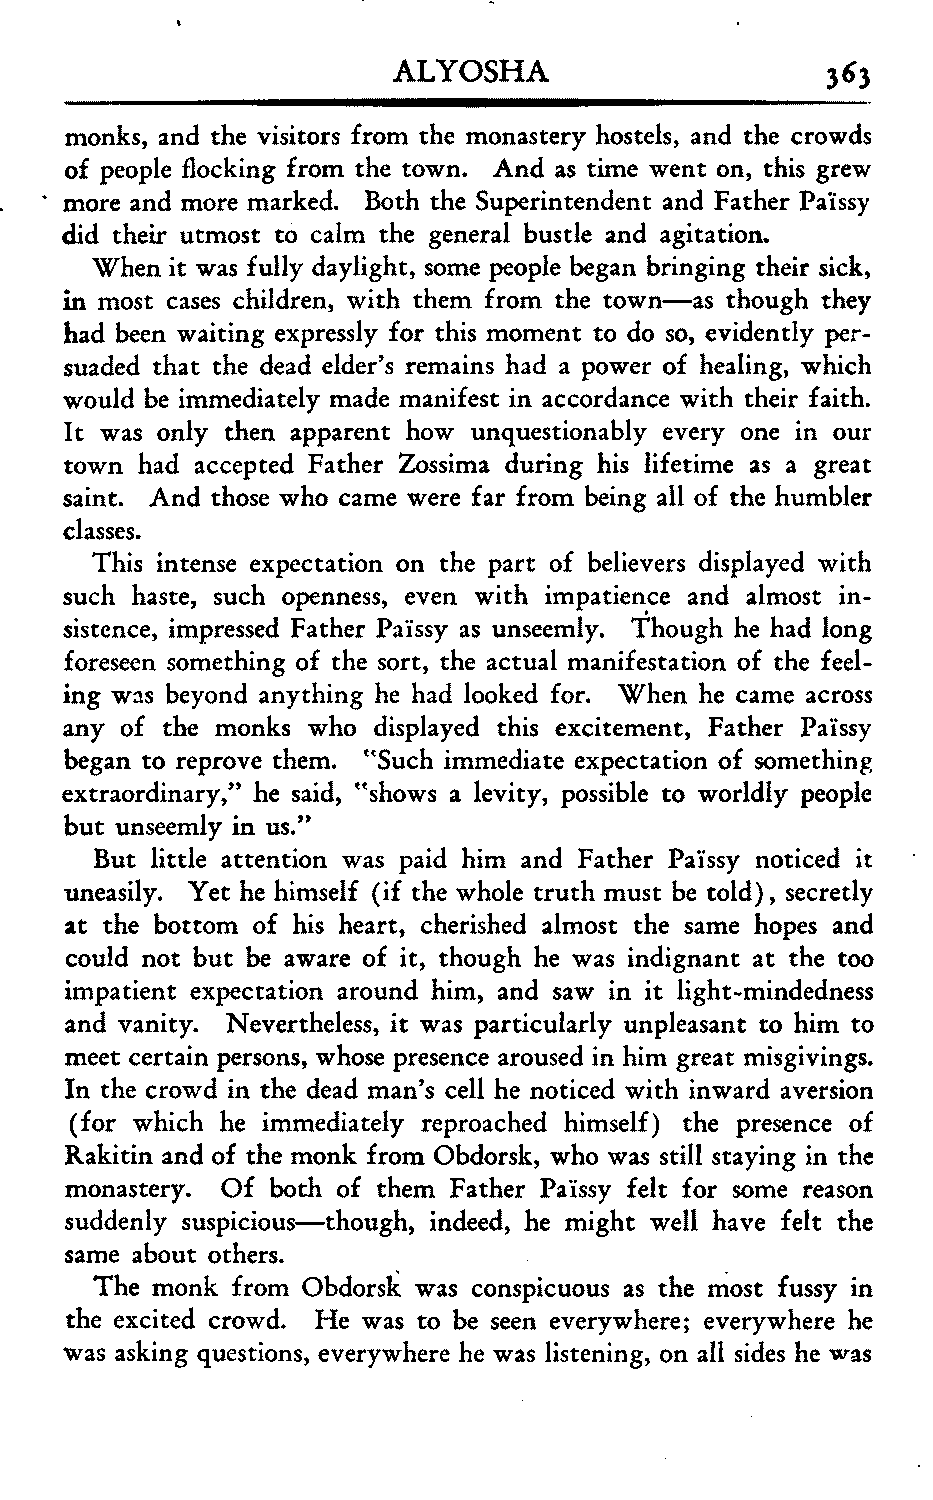 ALYOSHA 363
monks, and the visitors from the monastery hostels, and the crowds
of people flocking from the town. And as time went on, this grew
more and more marked. Both the Superintendent and Father Païssy
did their utmost to calm the general bustle and agitation.
When it was fully daylight, some people began bringing their sick,
in most cases children, with them from the town—as though they
had been waiting expressly for this moment to do so, evidently per-
suaded that the dead elder's remains had a power of healing, which
would be immediately made manifest in accordance with their faith.
It was only then apparent how unquestionably every one in our
town had accepted Father Zossima during his lifetime as a great
saint. And those who came were far from being all of the humbler
classes.
This intense expectation on the part of believers displayed with
such haste, such openness, even with impatience and almost in-
sistence, impressed Father Païssy as unseemly. Though he had long
foreseen something of the sort, the actual manifestation of the feel-
ing was beyond anything he had looked for. When he came across
any of the monks who displayed this excitement, Father Païssy
began to reprove them. "Such immediate expectation of something
extraordinary," he said, "shows a levity, possible to worldly people
but unseemly in us."
But little attention was paid him and Father Païssy noticed it
uneasily. Yet he himself (if the whole truth must be told), secretly
at the bottom of his heart, cherished almost the same hopes and
could not but be aware of it, though he was indignant at the too
impatient expectation around him, and saw in it light-mindedness
and vanity. Nevertheless, it was particularly unpleasant to him to
meet certain persons, whose presence aroused in him great misgivings.
In the crowd in the dead man's cell he noticed with inward aversion
(for which he immediately reproached himself) the presence of
Rakitin and of the monk from Obdorsk, who was still staying in the
monastery. Of both of them Father Païssy felt for some reason
suddenly suspicious—though, indeed, he might well have felt the
same about others.
The monk from Obdorsk was conspicuous as the most fussy in
the excited crowd. He was to be seen everywhere; everywhere he
was asking questions, everywhere he was listening, on all sides he was